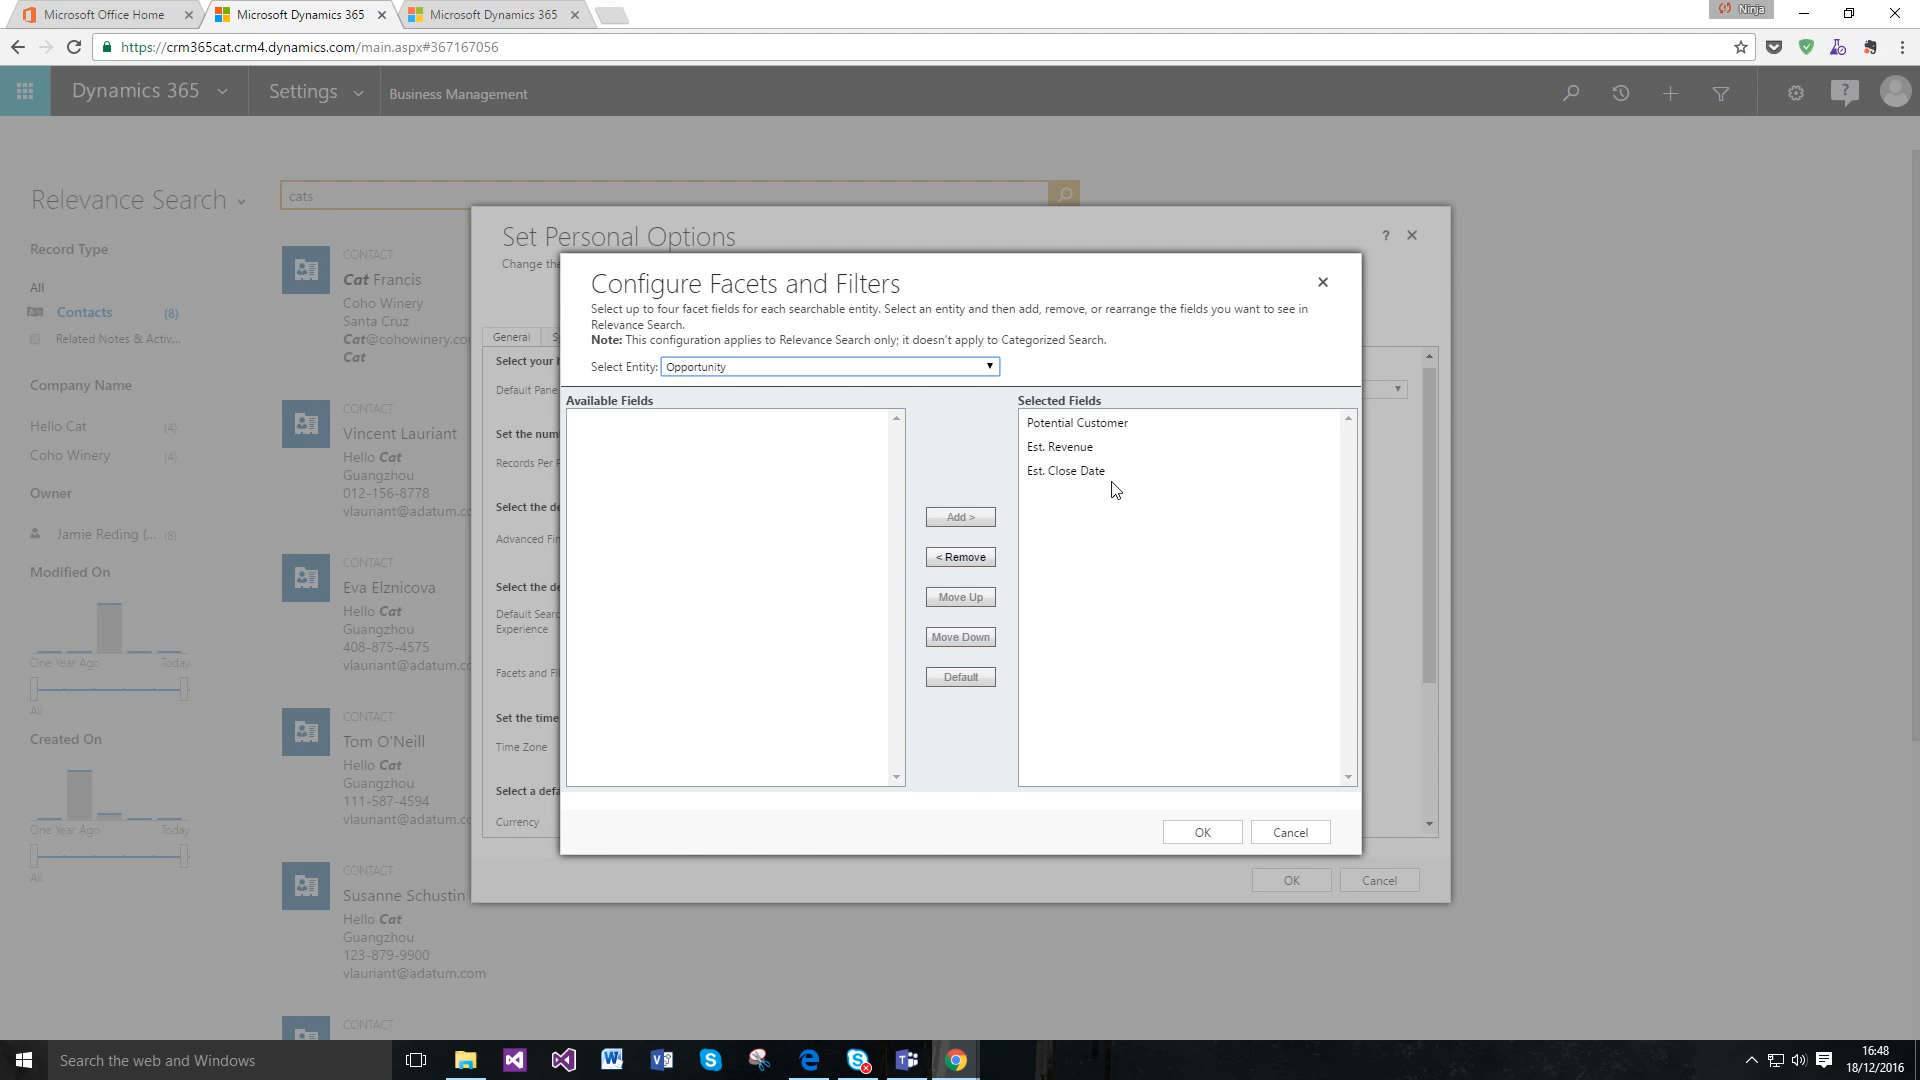 Microsoft Office Home
Microsoft Dynamics 365
Microsoft Dynamics 365
Ninja
https://crm365cat.crm4.dynamics.com/main.aspx#367167056
Dynamics 365
Settings
Business Management
Relevance Search
cats
Record Type
All
Contacts (8)
Related Notes & Activ...
Company Name
Hello Cat (4)
Coho Winery (4)
Owner
Jamie Reding (... (8)
Modified On
One Year Ago Today
All
Created On
One Year Ago Today
All
CONTACT
Cat Francis
Coho Winery
Santa Cruz
Cat@cohowinery.co
Cat
CONTACT
Vincent Lauriant
Hello Cat
Guangzhou
012-156-8778
vlauriant@adatum.c
CONTACT
Eva Elznicova
Hello Cat
Guangzhou
408-875-4575
vlauriant@adatum.c
CONTACT
Tom O'Neill
Hello Cat
Guangzhou
111-587-4594
vlauriant@adatum.c
CONTACT
Susanne Schustin
Hello Cat
Guangzhou
123-879-9900
vlauriant@adatum.com
CONTACT
Set Personal Options
?
Change the
General
Select your
Default Pane
Set the num
Records Per
Select the de
Advanced Fin
Select the de
Default Sear
Experience
Facets and Fi
Set the time
Time Zone
Select a defa
Currency
OK
Cancel
Configure Facets and Filters
Select up to four facet fields for each searchable entity. Select an entity and then add, remove, or rearrange the fields you want to see in
Relevance Search.
Note: This configuration applies to Relevance Search only; it doesn't apply to Categorized Search.
Select Entity: Opportunity
Available Fields
Add >
< Remove
Move Up
Move Down
Default
Selected Fields
Potential Customer
Est. Revenue
Est. Close Date
OK
Cancel
Search the web and Windows
16:48
18/12/2016